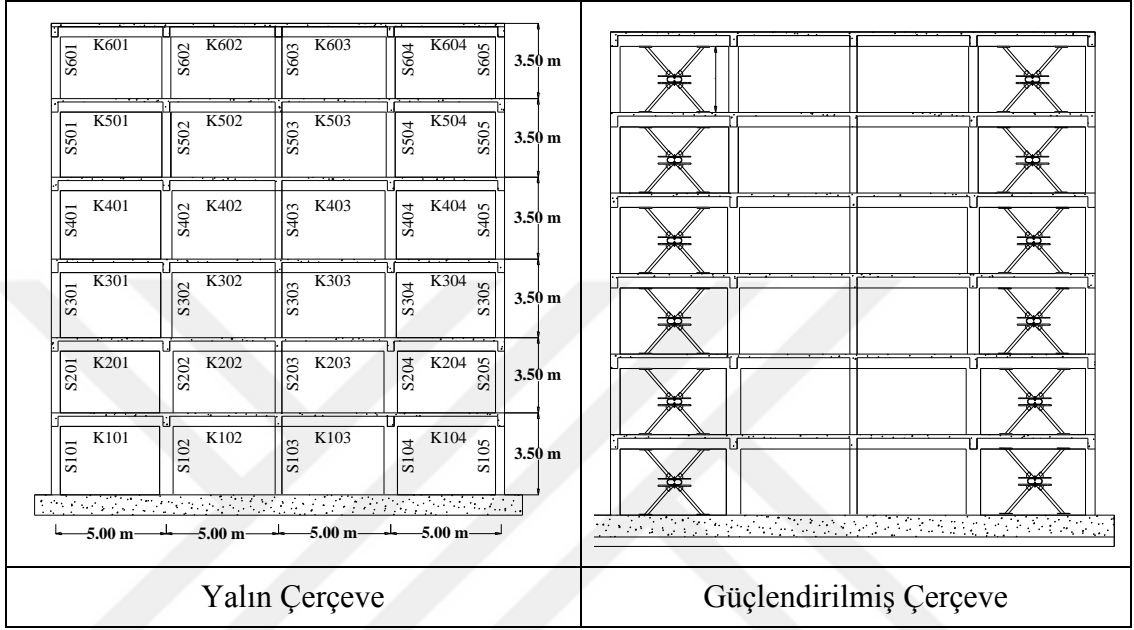 S601 K601 S602 K602 S603 K603 S604 K604 S605 3.50 m
S501 K501 S502 K502 S503 K503 S504 K504 S505 3.50 m
S401 K401 S402 K402 S403 K403 S404 K404 S405 3.50 m
S301 K301 S302 K302 S303 K303 S304 K304 S305 3.50 m
S201 K201 S202 K202 S203 K203 S204 K204 S205 3.50 m
S101 K101 S102 K102 S103 K103 S104 K104 S105 3.50 m
5.00 m 5.00 m 5.00 m 5.00 m
Yalın Çerçeve
Güçlendirilmiş Çerçeve